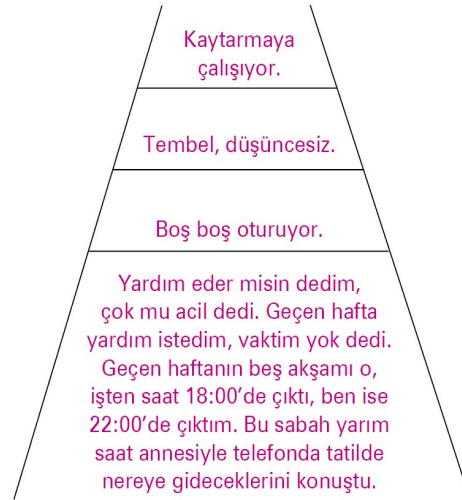 Kaytarmaya
çalışıyor.
Tembel, düşüncesiz.
Boş boş oturuyor.
Yardım eder misin dedim,
çok mu acil dedi. Geçen hafta
yardım istedim, vaktim yok dedi.
Geçen haftanın beş akşamı o,
işten saat 18:00’de çıktı, ben ise
22:00’de çıktım. Bu sabah yarım
saat annesiyle telefonda tatilde
nereye gideceklerini konuştu.